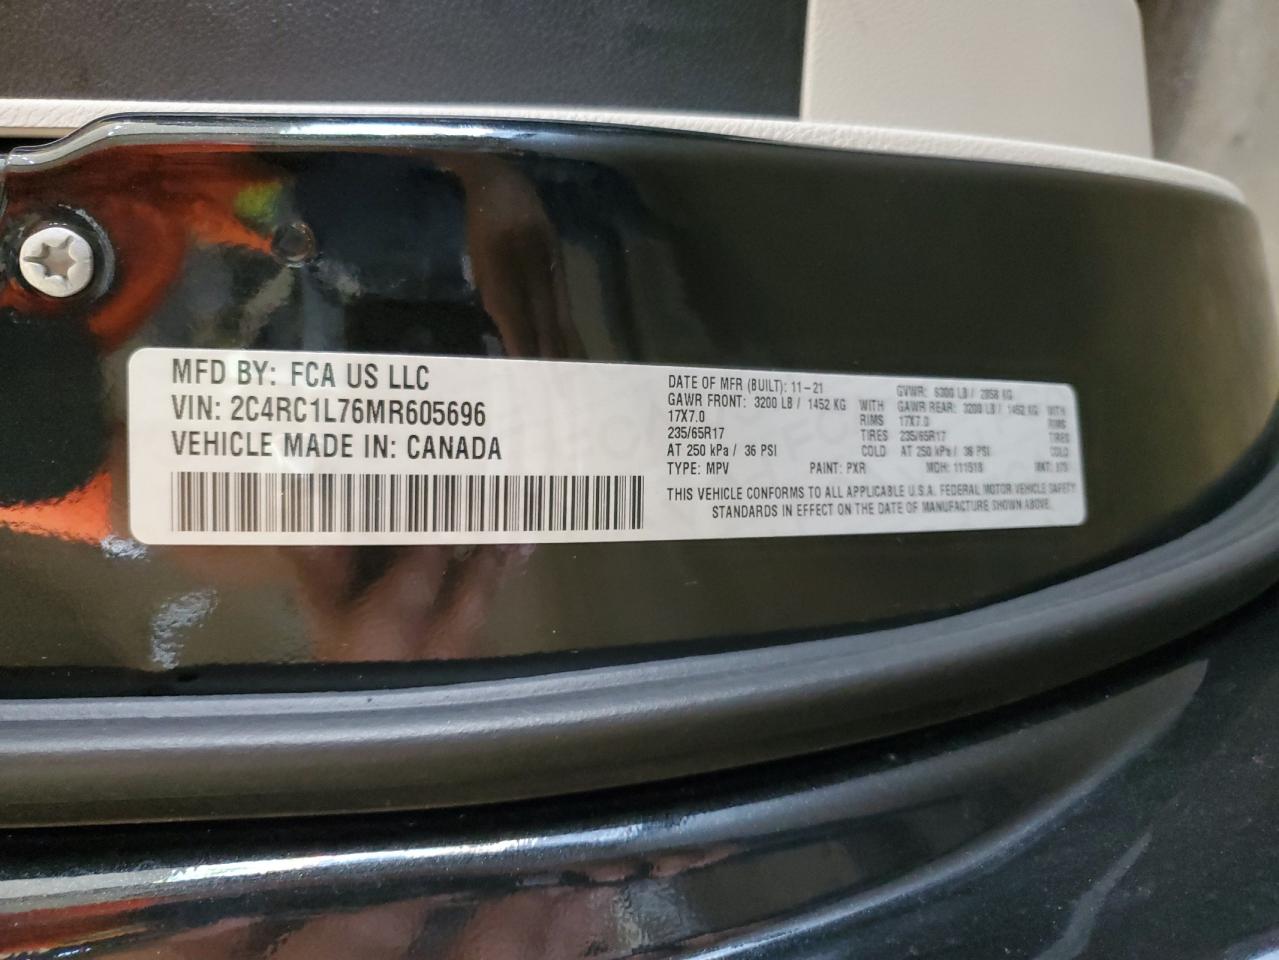 MFD BY: FCA US LLC
VIN: 2C4RC1L76MR605696
VEHICLE MADE IN: CANADA
DATE OF MFR (BUILT): 11-21 GVWR: 6300 LB / 2858 KG
GAWR FRONT: 3200 LB / 1452 KG WITH GAWR REAR: 3200 LB / 1452 KG WITH
17X7.0 RIMS 17X7.0 RIMS
235/65R17 TIRES 235/65R17 TIRES
AT 250 kPa / 36 PSI COLD AT 250 kPa / 36 PSI COLD
TYPE: MPV PAINT: PXR MDH: 111518 MKT:
THIS VEHICLE CONFORMS TO ALL APPLICABLE U.S.A. FEDERAL MOTOR VEHICLE SAFETY
STANDARDS IN EFFECT ON THE DATE OF MANUFACTURE SHOWN ABOVE.